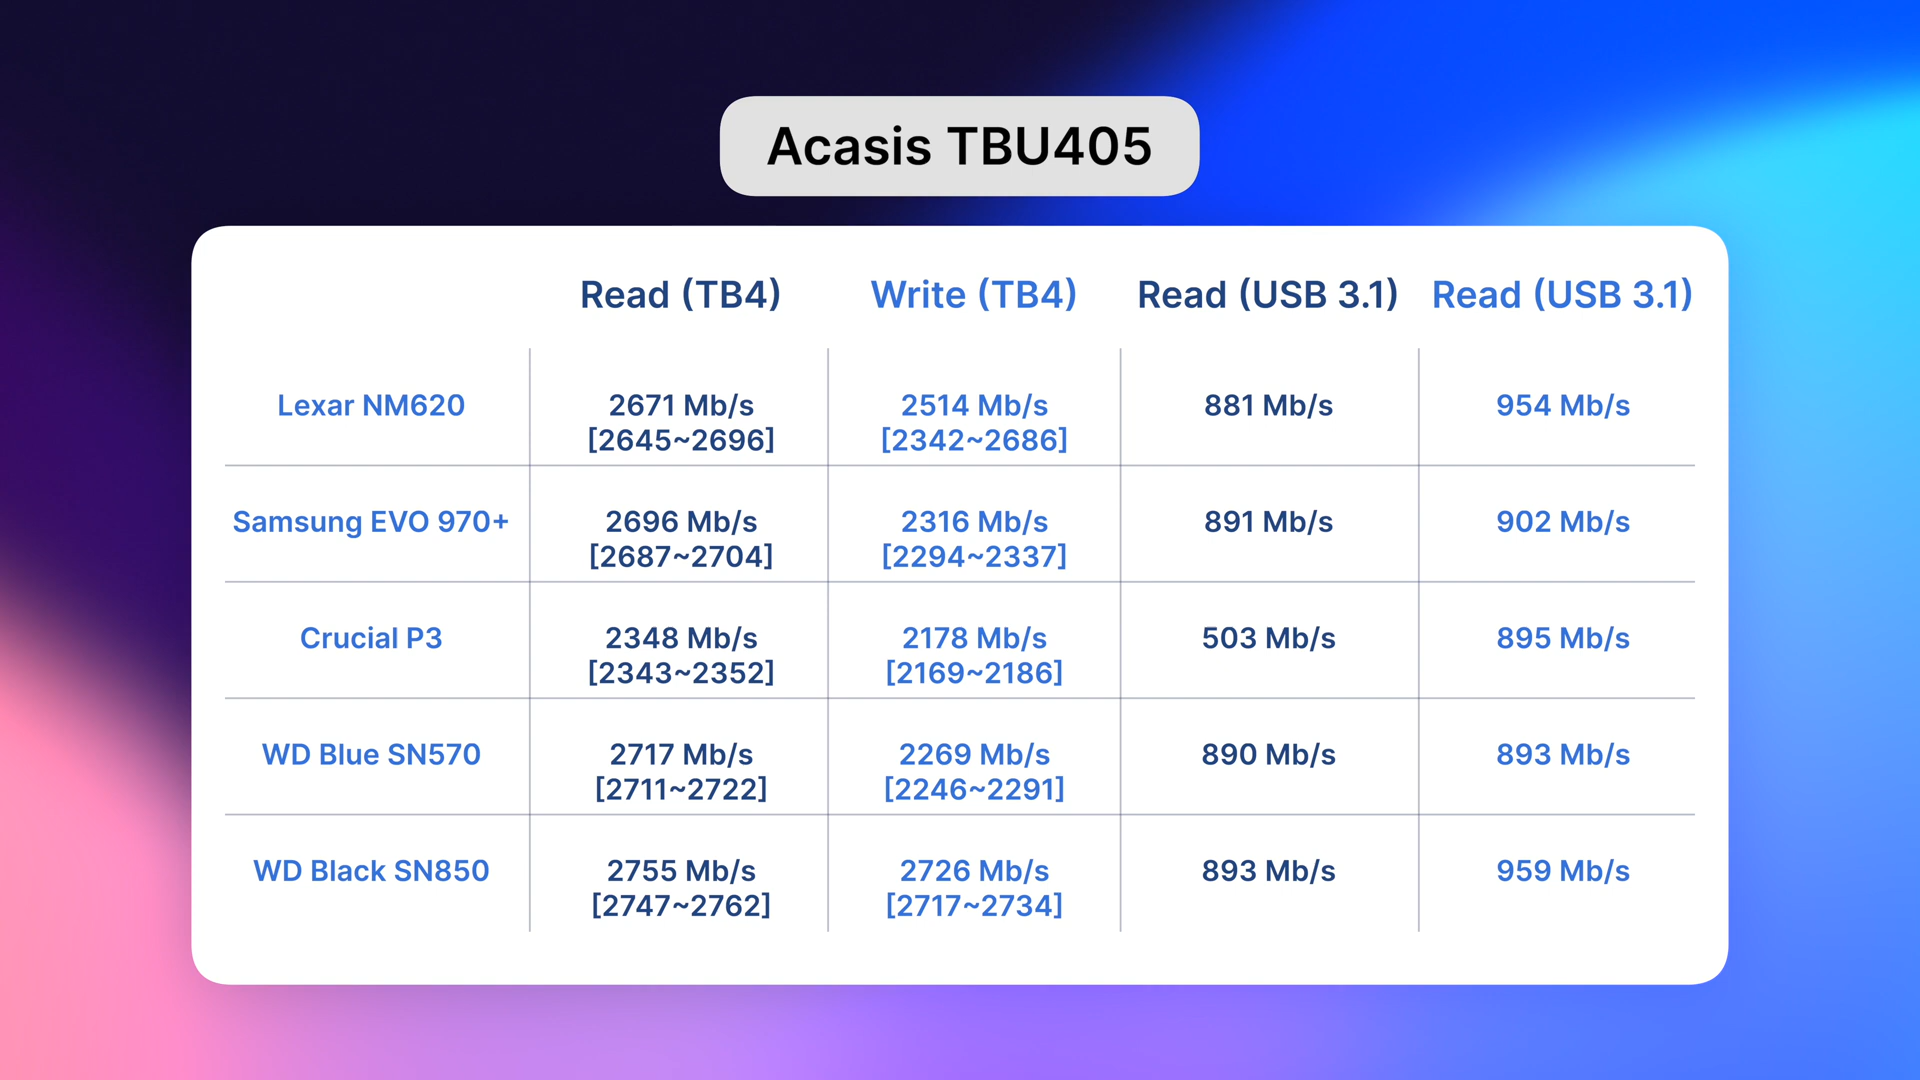 Acasis TBU405
Read (TB4) Write (TB4) Read (USB 3.1) Read (USB 3.1)
Lexar NM620 2671 Mb/s 2514 Mb/s 881 Mb/s 954 Mb/s
[2645~2696] [2342~2686]
Samsung EVO 970+ 2696 Mb/s 2316 Mb/s 891 Mb/s 902 Mb/s
[2687~2704] [2294~2337]
Crucial P3 2348 Mb/s 2178 Mb/s 503 Mb/s 895 Mb/s
[2343~2352] [2169~2186]
WD Blue SN570 2717 Mb/s 2269 Mb/s 890 Mb/s 893 Mb/s
[2711~2722] [2246~2291]
WD Black SN850 2755 Mb/s 2726 Mb/s 893 Mb/s 959 Mb/s
[2747~2762] [2717~2734]